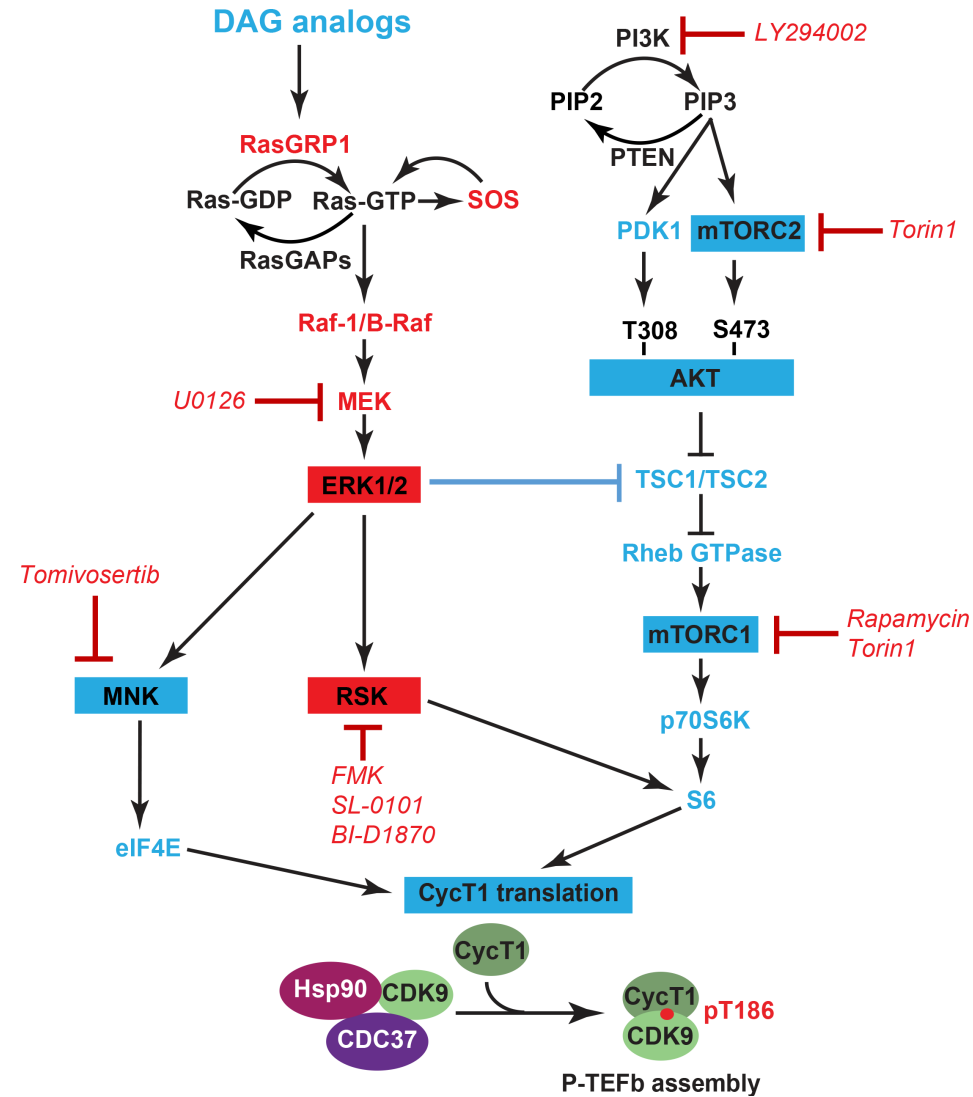 DAG analogs
PI3K
LY294002
PIP2
PIP3
PTEN
RasGRP1
Ras-GDP
Ras-GTP
SOS
RasGAPs
PDK1
mTORC2
Torin1
Raf-1/B-Raf
T308
S473
AKT
U0126
MEK
ERK1/2
TSC1/TSC2
Rheb GTPase
Tomivosertib
mTORC1
Rapamycin
Torin1
MNK
RSK
p70S6K
FMK
SL-0101
BI-D1870
S6
eIF4E
CycT1 translation
CycT1
Hsp90
CDK9
CDC37
CycT1
pT186
CDK9
P-TEFb assembly